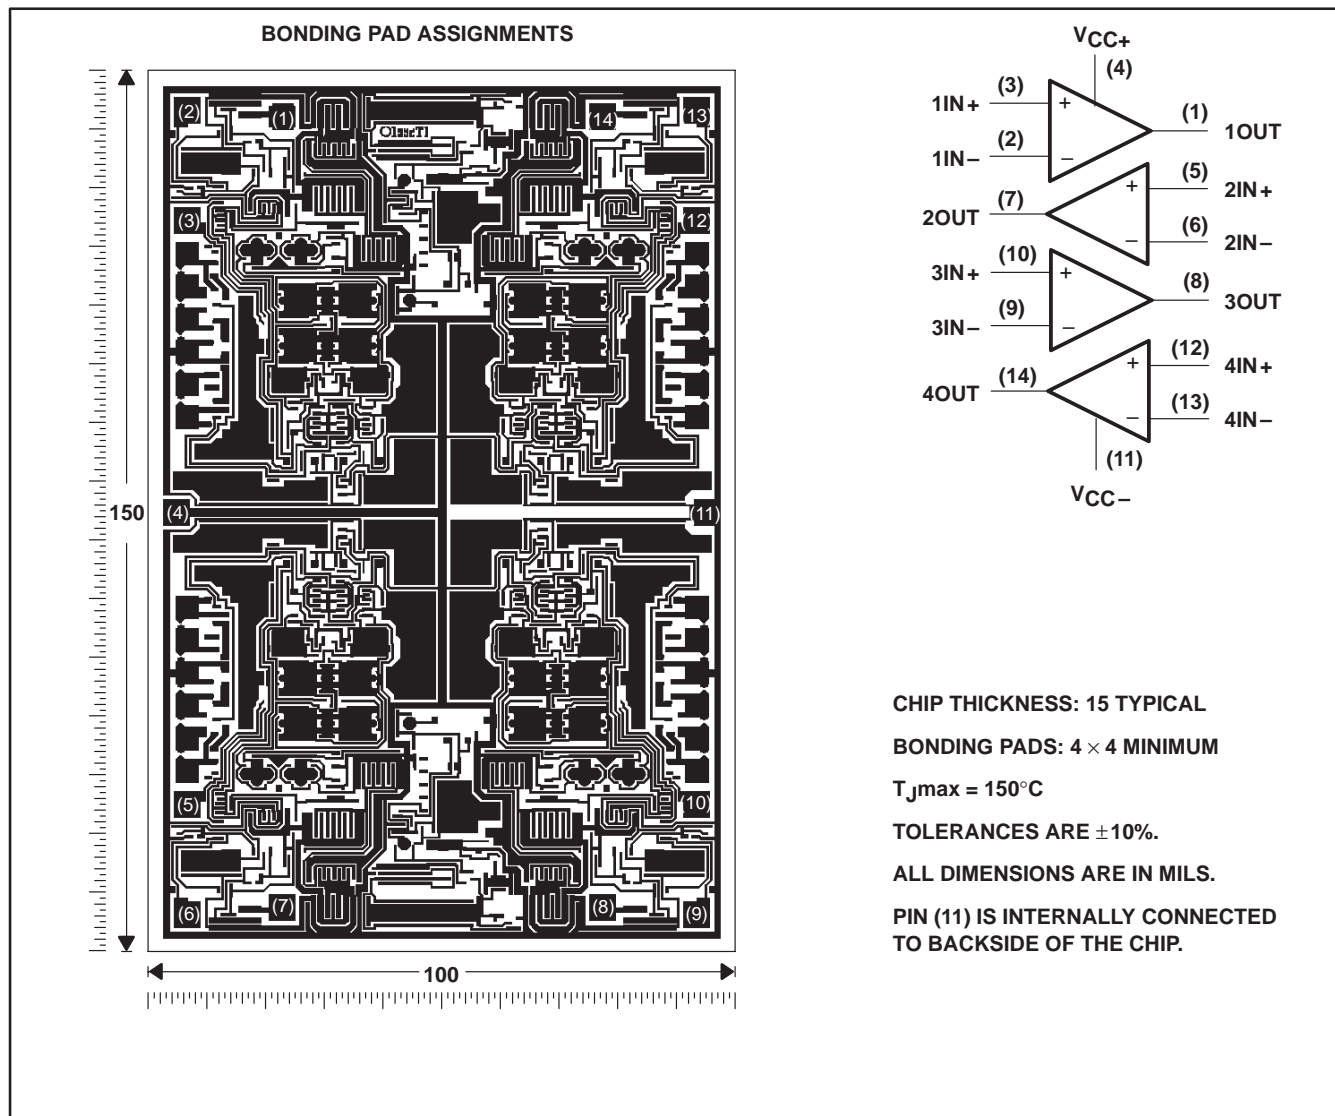 BONDING PAD ASSIGNMENTS
(2)
(1)
(14)
(13)
(3)
(12)
(4)
(11)
(5)
(10)
(6)
(7)
(8)
(9)
150
100
VCC+
(4)
1IN+
(3)
1IN−
(2)
+
−
(1)
1OUT
2OUT
(7)
+
−
(5)
2IN+
(6)
2IN−
3IN+
(10)
3IN−
(9)
+
−
(8)
3OUT
4OUT
(14)
+
−
(12)
4IN+
(13)
4IN−
(11)
VCC−
CHIP THICKNESS: 15 TYPICAL
BONDING PADS: 4 × 4 MINIMUM
TJmax = 150°C
TOLERANCES ARE ±10%.
ALL DIMENSIONS ARE IN MILS.
PIN (11) IS INTERNALLY CONNECTED
TO BACKSIDE OF THE CHIP.